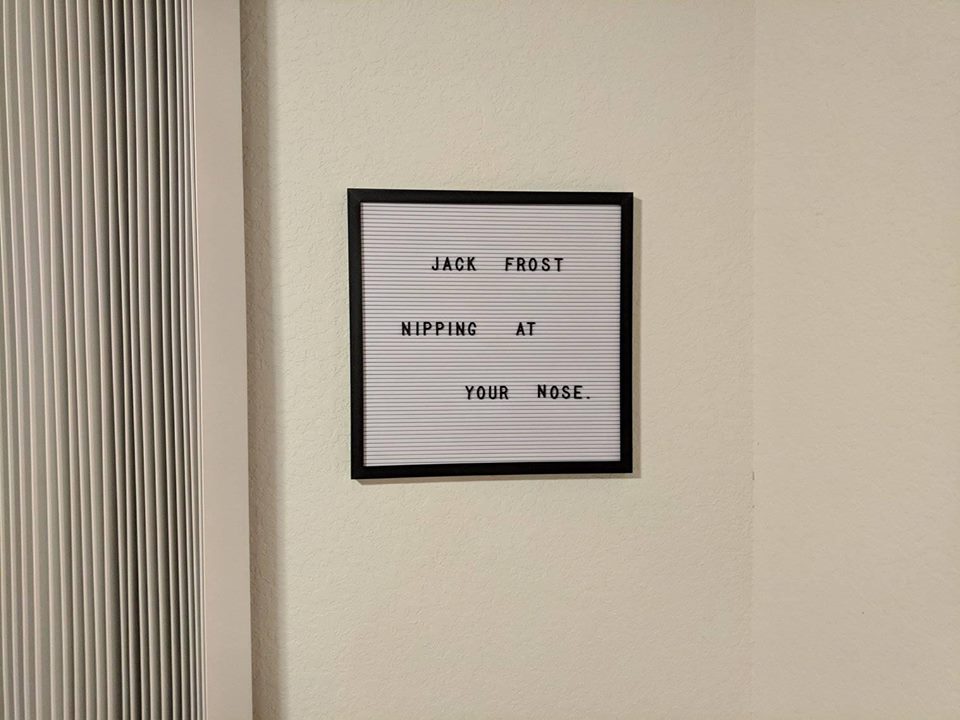 JACK FROST
NIPPING AT
YOUR NOSE.